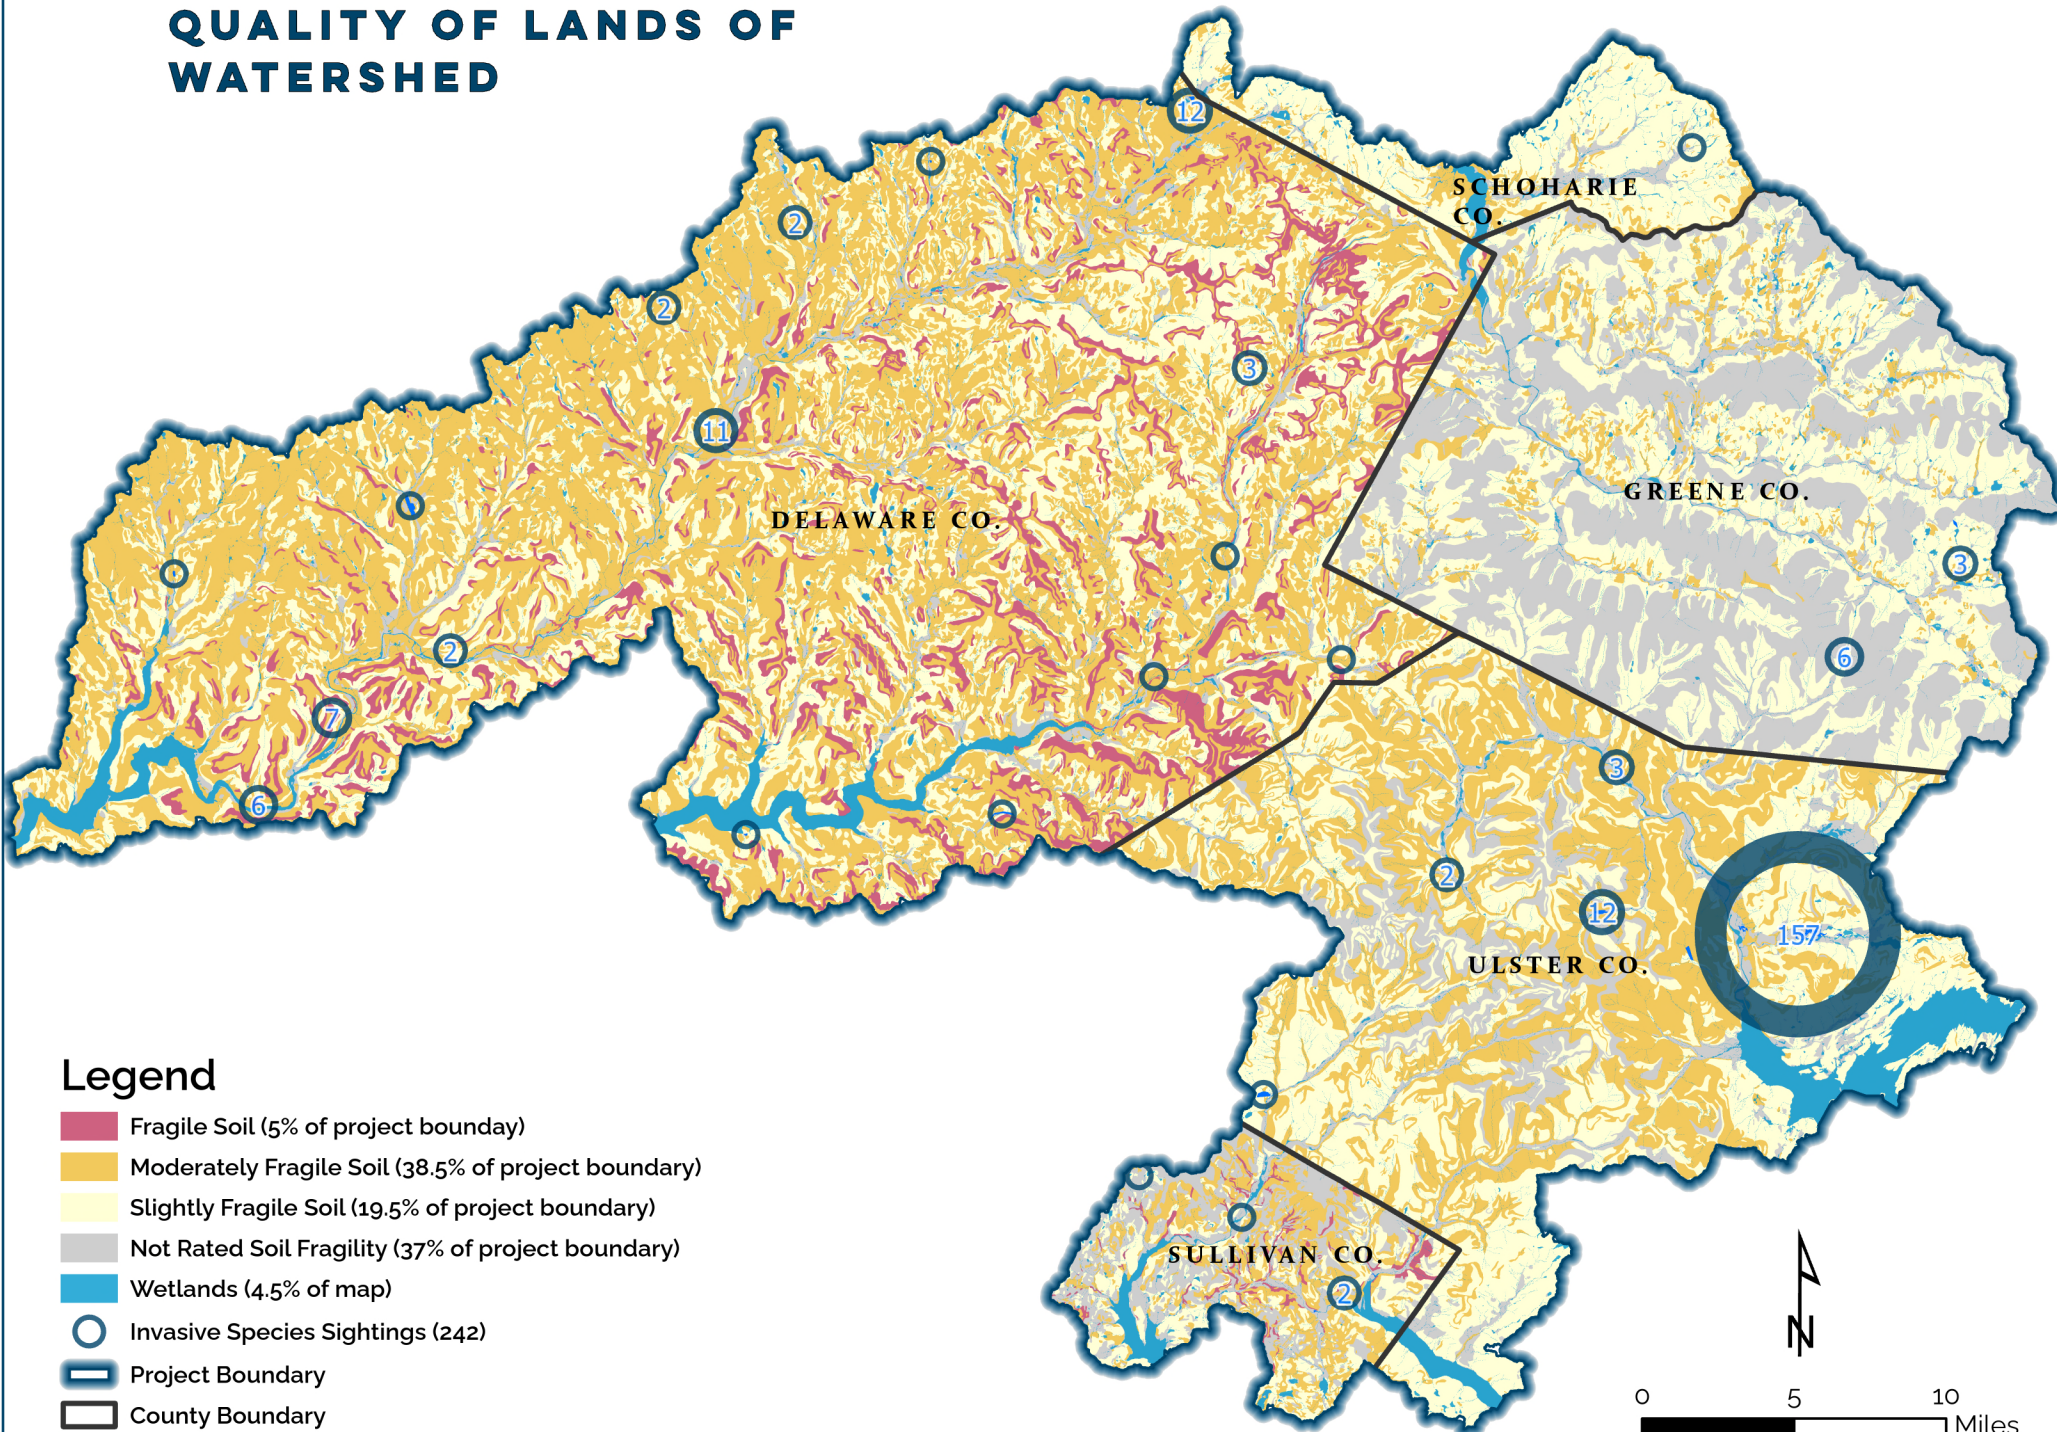 QUALITY OF LANDS OF
WATERSHED
12
SCHOHARIE
CO.
2
2
3
11
DELAWARE CO.
GREENE CO.
3
2
6
7
3
6
2
12
157
ULSTER CO.
SULLIVAN CO.
2
Legend
Fragile Soil (5% of project bounday)
Moderately Fragile Soil (38.5% of project boundary)
Slightly Fragile Soil (19.5% of project boundary)
Not Rated Soil Fragility (37% of project boundary)
Wetlands (4.5% of map)
Invasive Species Sightings (242)
Project Boundary
County Boundary
N
0 5 10
Miles